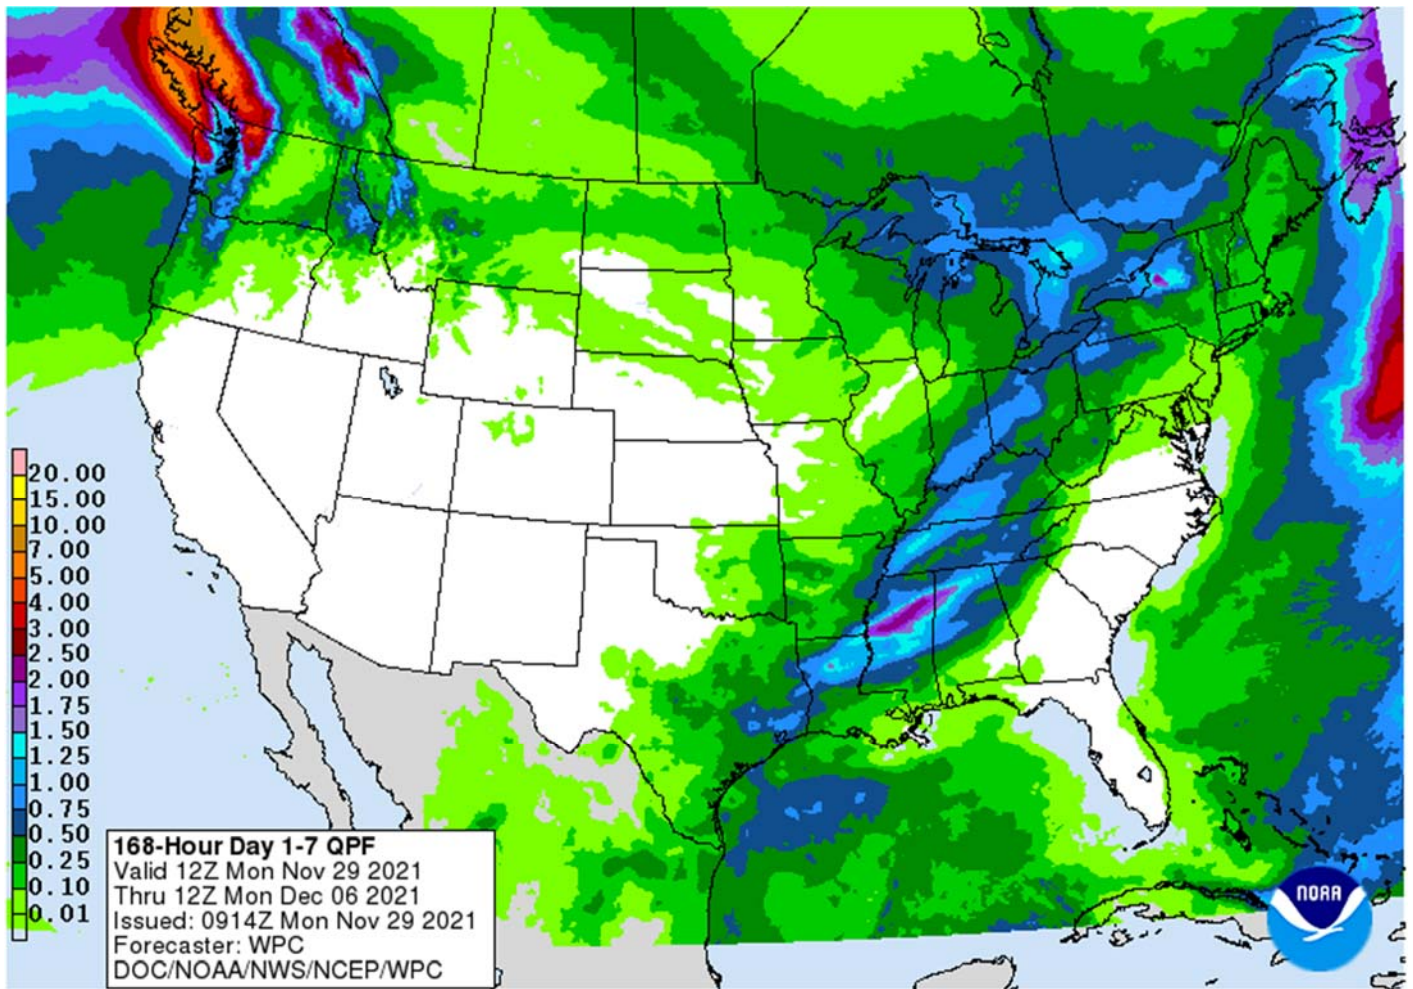 20.00
15.00
10.00
7.00
5.00
4.00
3.00
2.50
2.00
1.75
1.50
1.25
1.00
0.75
0.50
0.25
0.10
0.01
168-Hour Day 1-7 QPF
Valid 12Z Mon Nov 29 2021
Thru 12Z Mon Dec 06 2021
Issued: 0914Z Mon Nov 29 2021
Forecaster: WPC
DOC/NOAA/NWS/NCEP/WPC
NOAA